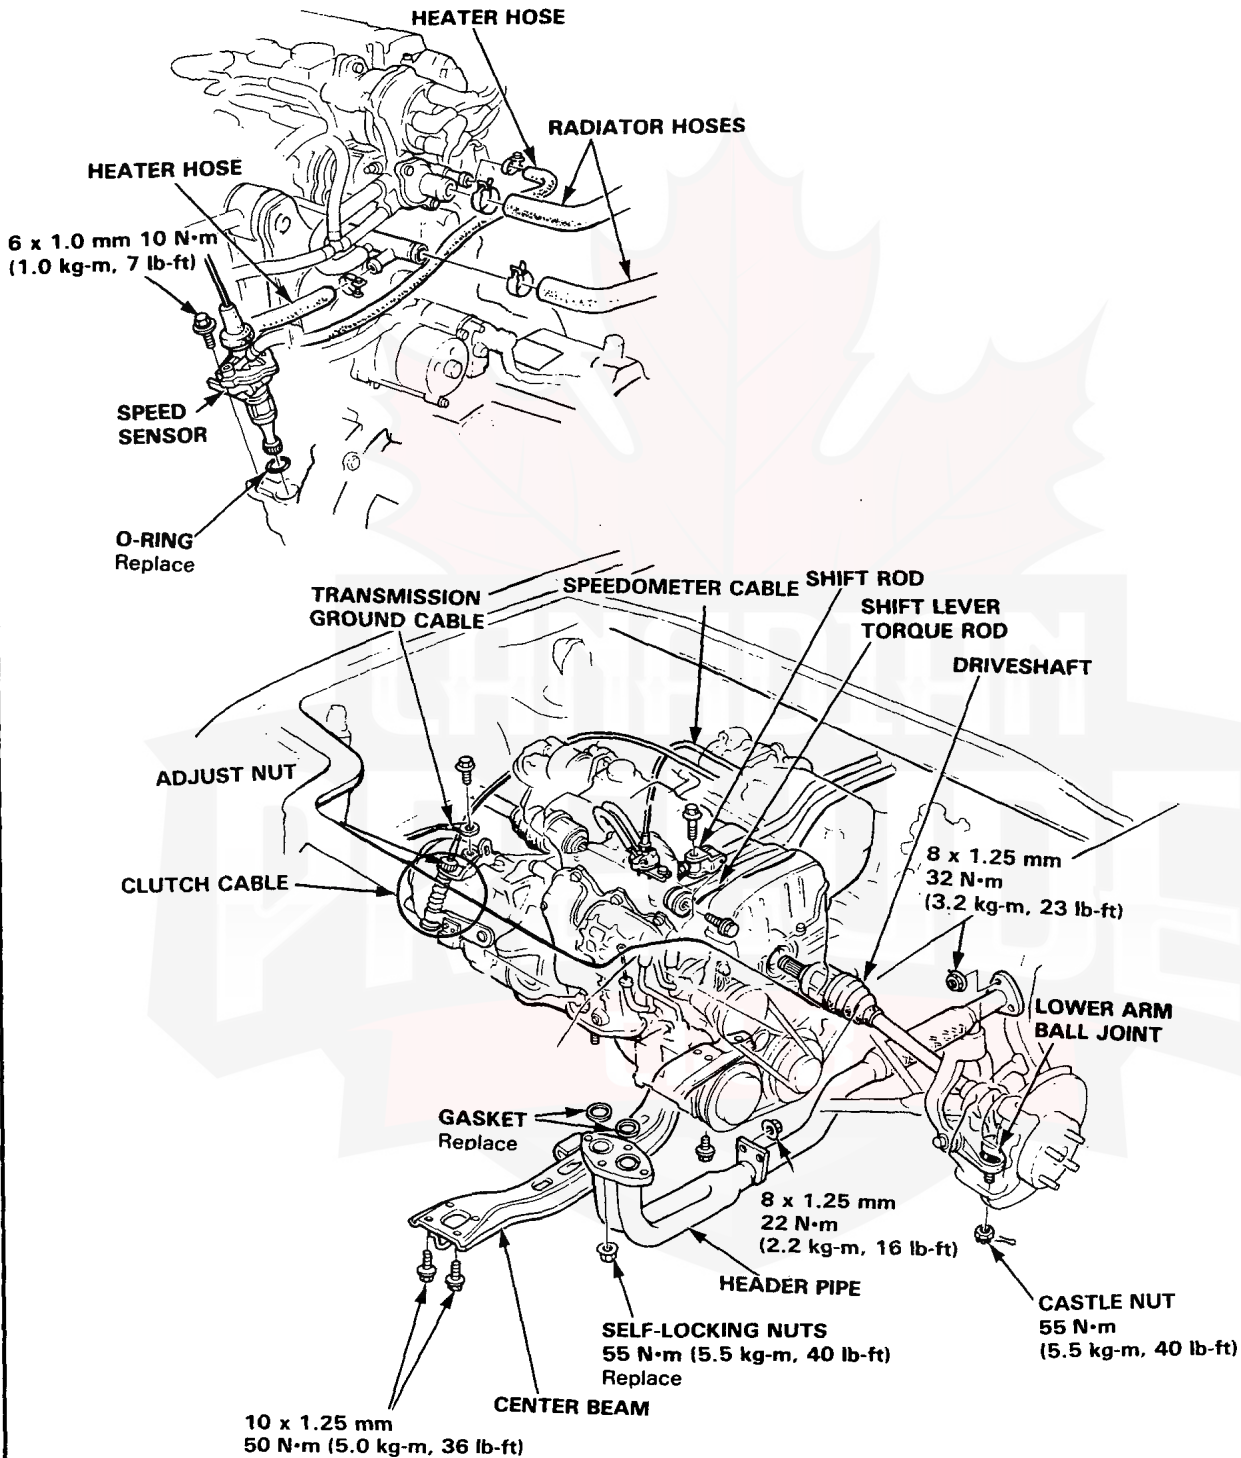 HEATER HOSE
RADIATOR HOSES
HEATER HOSE
6 x 1.0 mm 10 N·m
(1.0 kg-m, 7 lb-ft)
SPEED
SENSOR
O-RING
Replace
TRANSMISSION
GROUND CABLE
SPEEDOMETER CABLE
SHIFT ROD
SHIFT LEVER
TORQUE ROD
DRIVESHAFT
ADJUST NUT
CLUTCH CABLE
8 x 1.25 mm
32 N·m
(3.2 kg-m, 23 lb-ft)
LOWER ARM
BALL JOINT
GASKET
Replace
8 x 1.25 mm
22 N·m
(2.2 kg-m, 16 lb-ft)
HEADER PIPE
CASTLE NUT
55 N·m
(5.5 kg-m, 40 lb-ft)
SELF-LOCKING NUTS
55 N·m (5.5 kg-m, 40 lb-ft)
Replace
CENTER BEAM
10 x 1.25 mm
50 N·m (5.0 kg-m, 36 lb-ft)
CANADIAN
PRELUDE